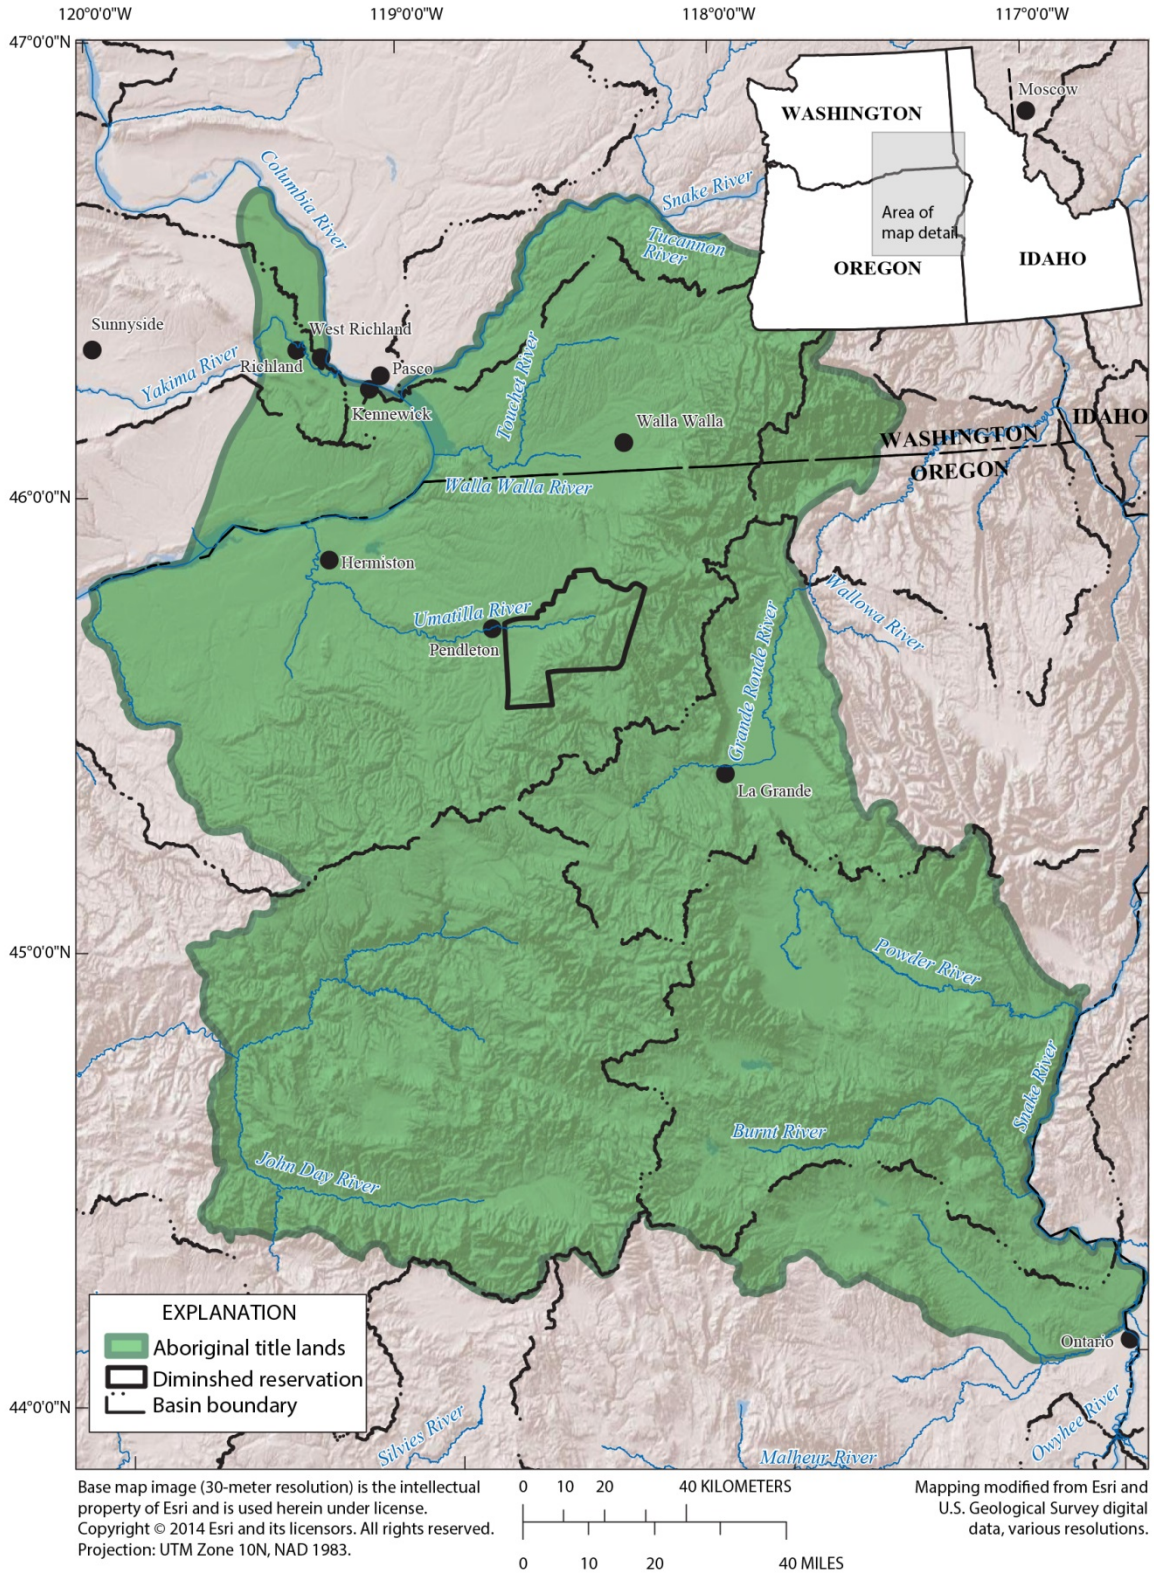 120°0'0"W 119°0'0"W 118°0'0"W 117°0'0"W
47°0'0"N
46°0'0"N
45°0'0"N
44°0'0"N
WASHINGTON
OREGON
IDAHO
Area of
map detail
Moscow
Columbia River
Snake River
Tucannon
River
Sunnyside
West Richland
Richland
Yakima River
Pasco
Kennewick
Touchet River
Walla Walla
WASHINGTON
OREGON
IDAHO
Walla Walla River
Hermiston
Umatilla River
Pendleton
Wallowa River
Grande Ronde River
La Grande
Powder River
Snake River
Burnt River
John Day River
Ontario
Owyhee River
Malheur River
Silvies River
EXPLANATION
Aboriginal title lands
Diminshed reservation
Basin boundary
Base map image (30-meter resolution) is the intellectual
property of Esri and is used herein under license.
Copyright © 2014 Esri and its licensors. All rights reserved.
Projection: UTM Zone 10N, NAD 1983.
0 10 20 40 KILOMETERS
0 10 20 40 MILES
Mapping modified from Esri and
U.S. Geological Survey digital
data, various resolutions.